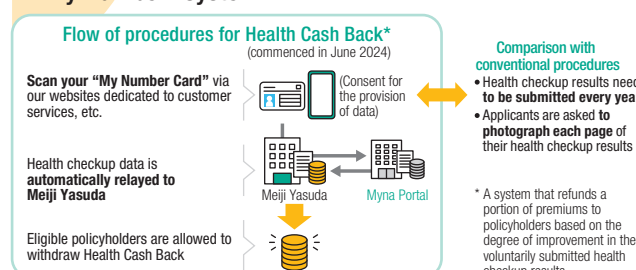 Flow of procedures for Health Cash Back*
(commenced in June 2024)
Scan your “My Number Card” via
our websites dedicated to customer
services, etc.
(Consent for
the provision
of data)
Health checkup data is
automatically relayed to
Meiji Yasuda
Meiji Yasuda
Myna Portal
Eligible policyholders are allowed to
withdraw Health Cash Back
Comparison with
conventional procedures
• Health checkup results
to be submitted every
• Applicants are asked to
photograph each page of
their health checkup results
* A system that refunds a
portion of premiums to
policyholders based on the
degree of improvement in the
voluntarily submitted health
checkup results